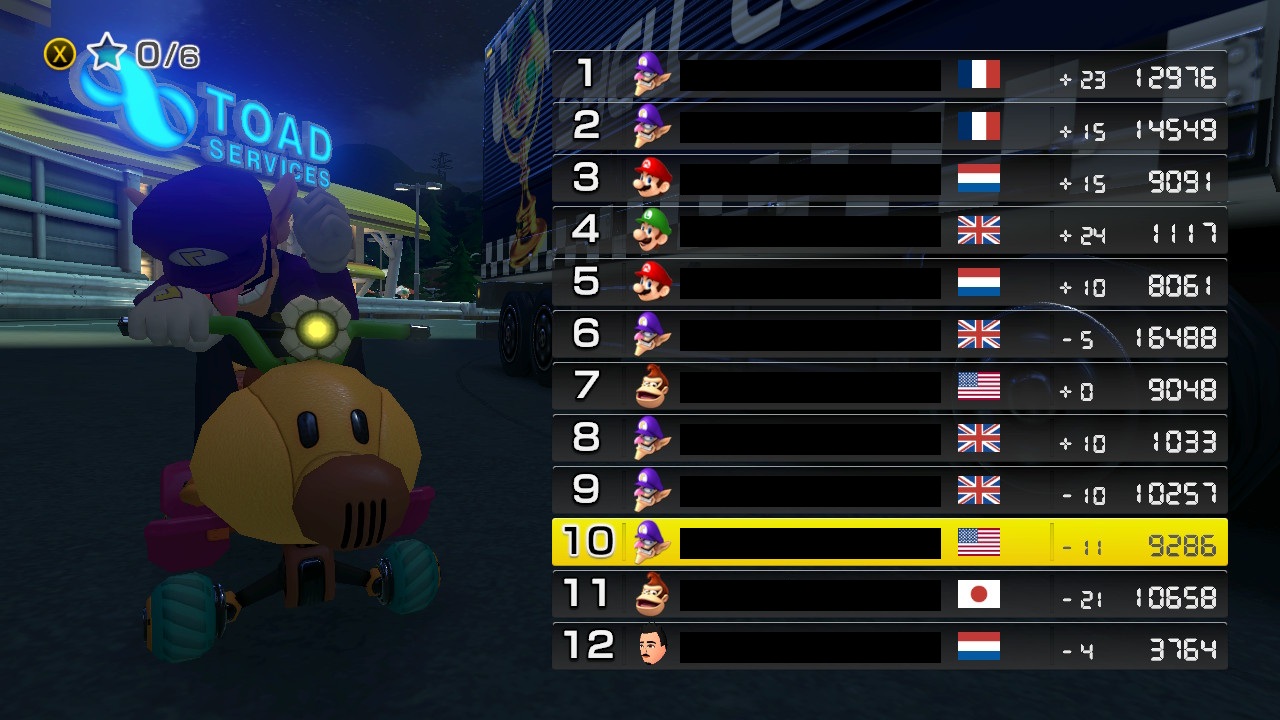 X 0/6
TOAD
SERVICES
1 + 23 12976
2 + 15 14549
3 + 15 9091
4 + 24 1117
5 + 10 8061
6 - 5 16488
7 + 0 9048
8 + 10 1033
9 - 10 10257
10 - 11 9286
11 - 21 10658
12 - 4 3764